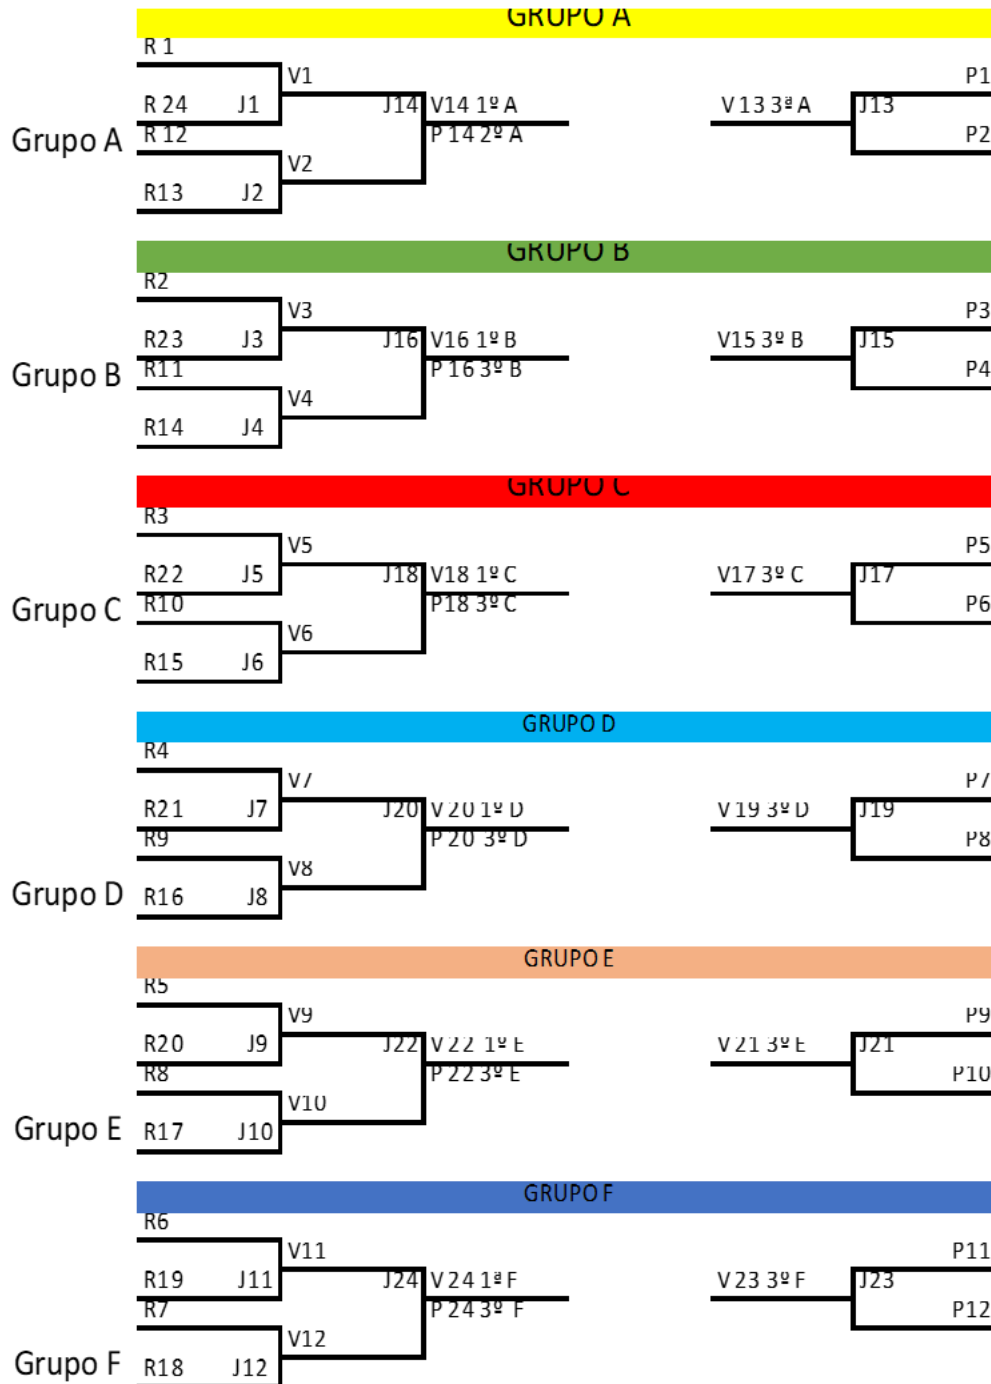 GRUPO A
R 1
V1 P1
R 24 J1 J14 V14 1º A V 13 3ª A J13
Grupo A R 12 P 14 2º A P2
V2
R13 J2
GRUPO B
R2
V3 P3
R23 J3 J16 V16 1º B V15 3º B J15
Grupo B R11 P 16 3º B P4
V4
R14 J4
GRUPO C
R3
V5 P5
R22 J5 J18 V18 1º C V17 3º C J17
Grupo C R10 P18 3º C P6
V6
R15 J6
GRUPO D
R4
V7 P7
R21 J7 J20 V 20 1º D V 19 3º D J19
R9 P 20 3º D P8
V8
Grupo D R16 J8
GRUPO E
R5
V9 P9
R20 J9 J22 V 22 1º E V 21 3º E J21
R8 P 22 3º E P10
V10
Grupo E R17 J10
GRUPO F
R6
V11 P11
R19 J11 J24 V 24 1ª F V 23 3º F J23
R7 P 24 3º F P12
V12
Grupo F R18 J12